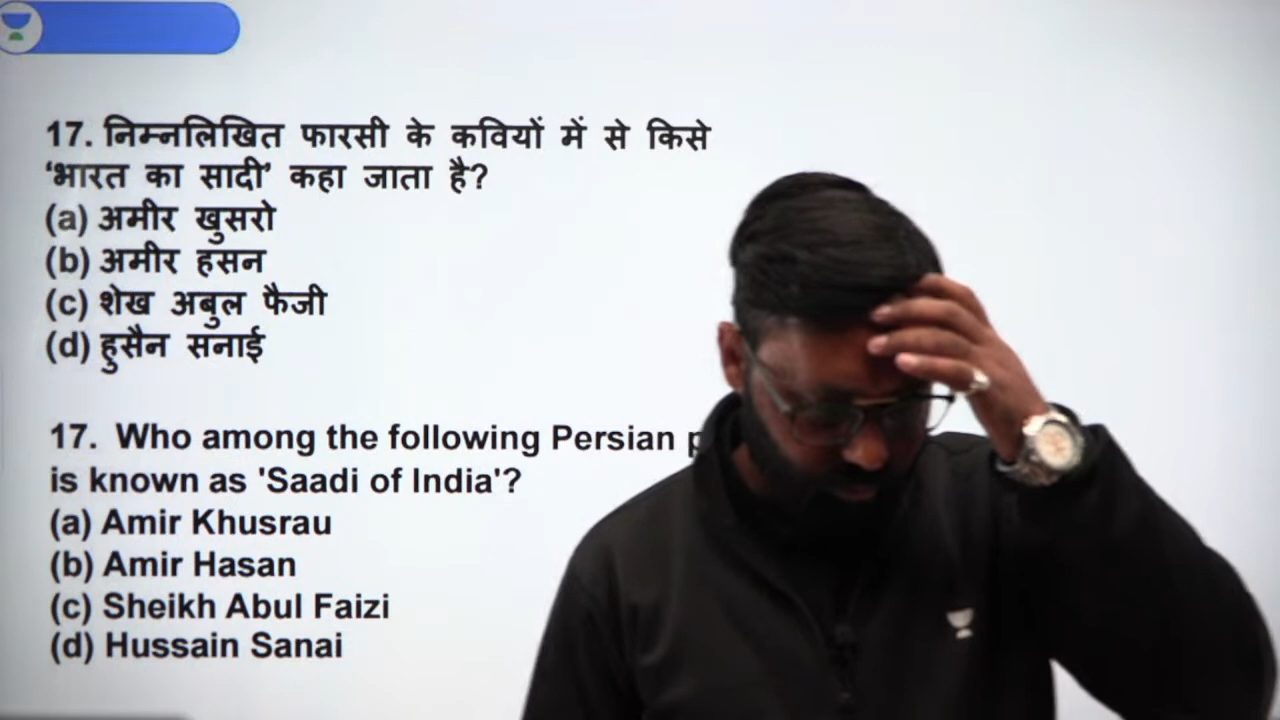 17. निम्नलिखित फारसी के कवियों में से किसे
‘भारत का सादी’ कहा जाता है?
(a) अमीर खुसरो
(b) अमीर हसन
(c) शेख अबुल फैजी
(d) हुसैन सनाई
17. Who among the following Persian
is known as 'Saadi of India'?
(a) Amir Khusrau
(b) Amir Hasan
(c) Sheikh Abul Faizi
(d) Hussain Sanai